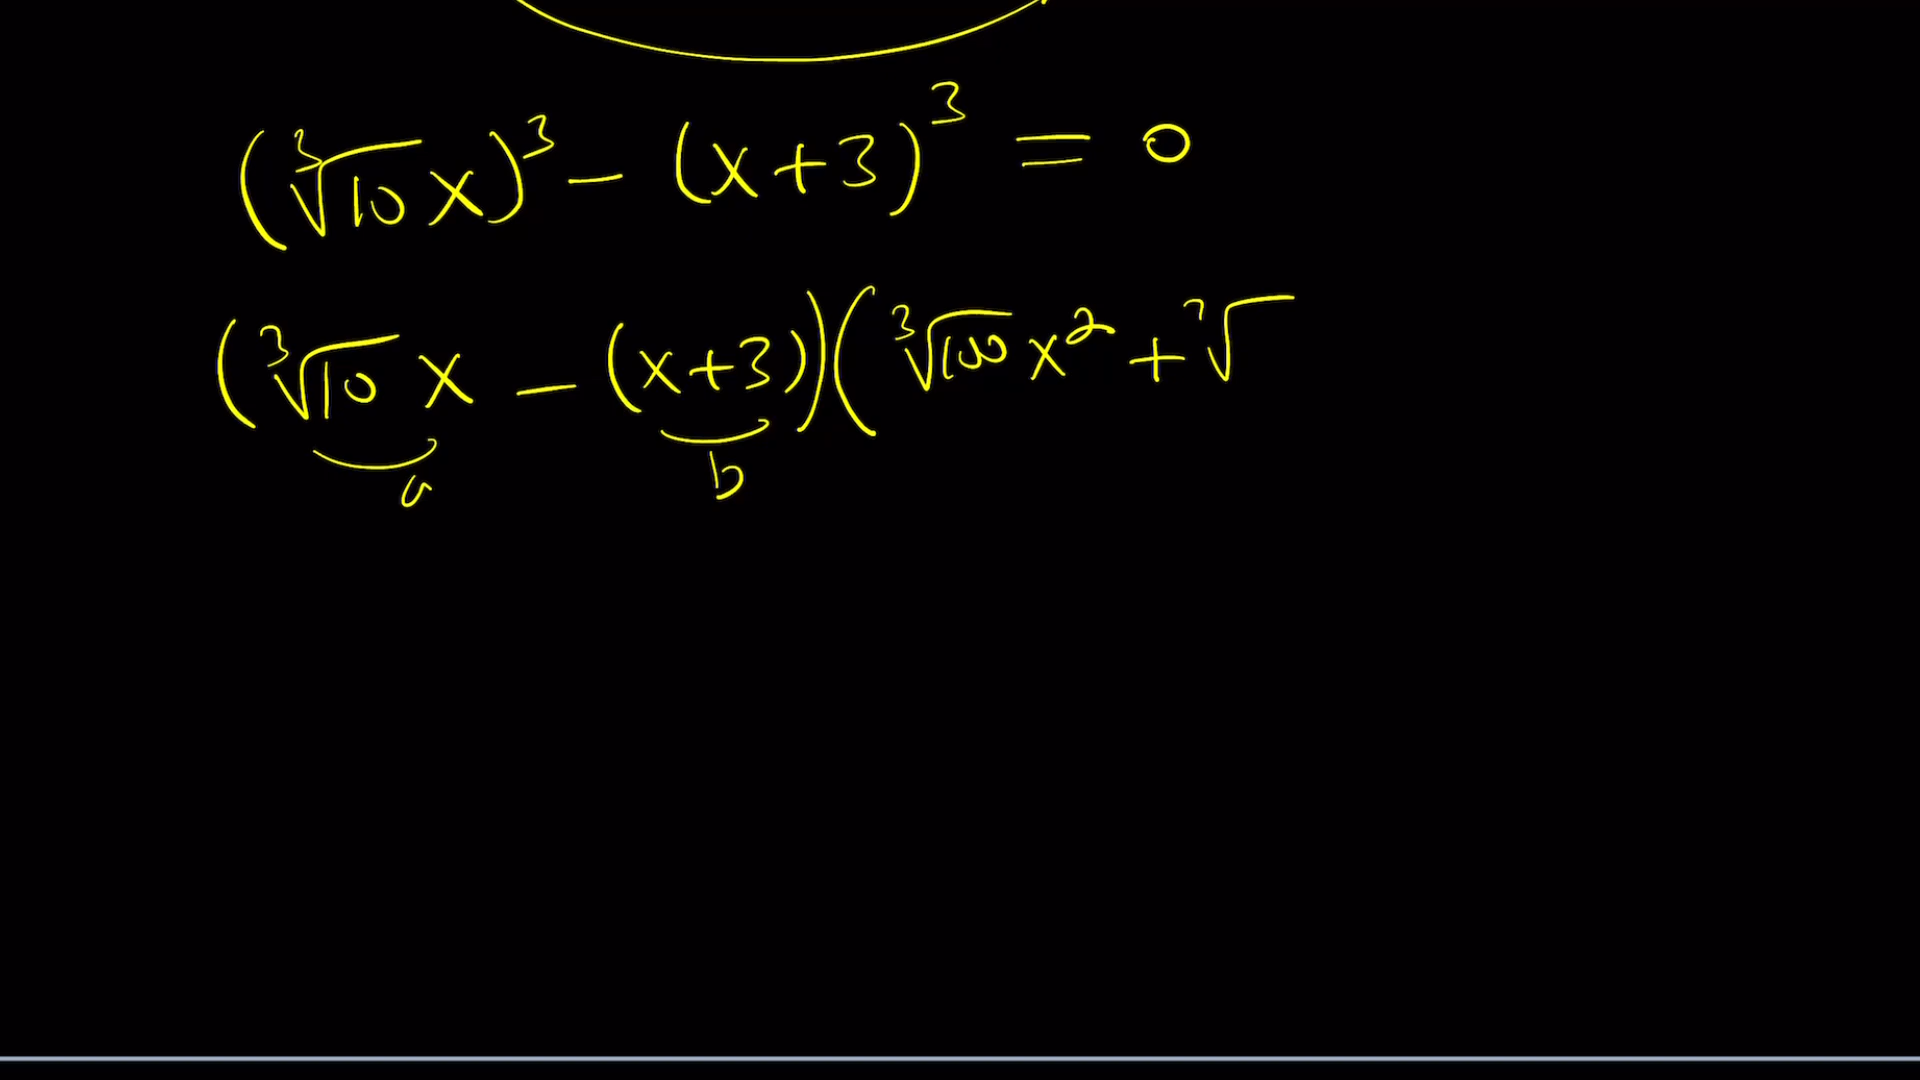 (∛10 x)³ − (x+3)³ = 0
(∛10 x − (x+3))(∛100 x² + ∛
a b